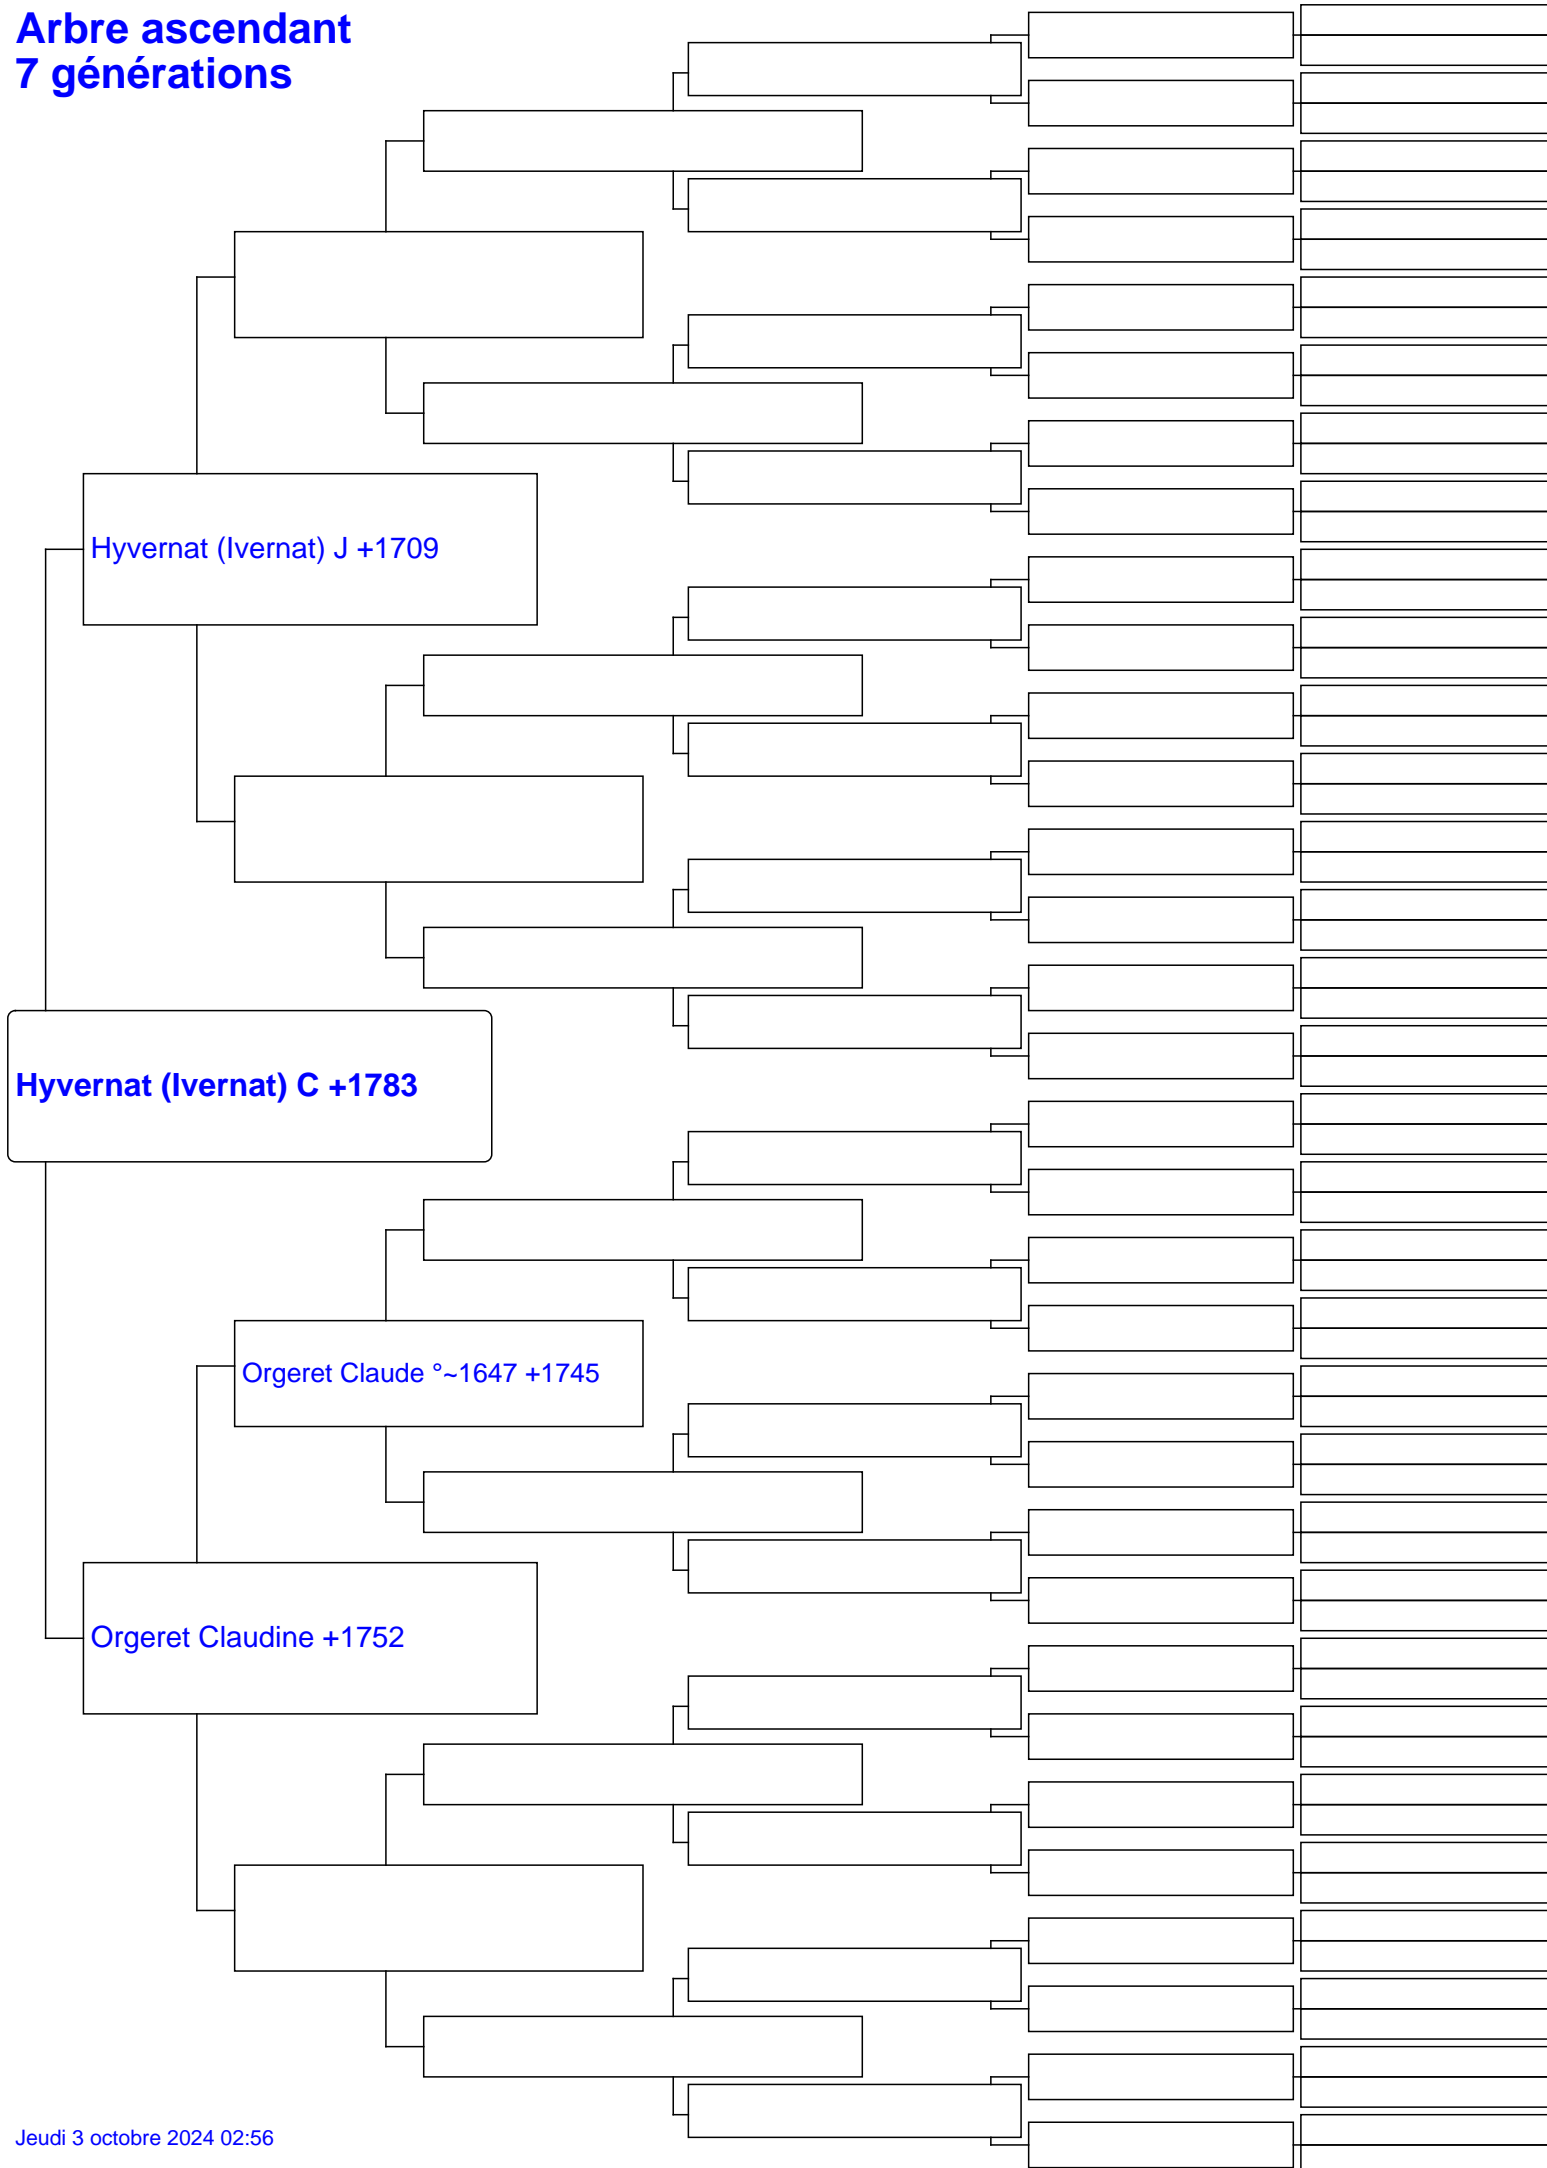 Arbre ascendant
7 générations
Hyvernat (Ivernat) J +1709
Hyvernat (Ivernat) C +1783
Orgeret Claude °~1647 +1745
Orgeret Claudine +1752
Jeudi 3 octobre 2024 02:56